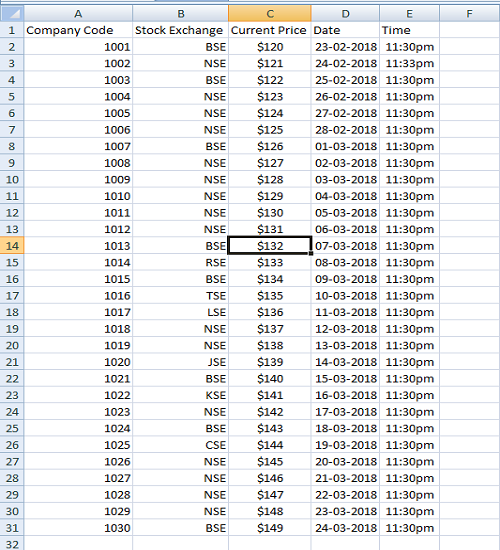 A B C D E F
1 Company Code Stock Exchange Current Price Date Time
2 1001 BSE $120 23-02-2018 11:30pm
3 1002 NSE $121 24-02-2018 11:33pm
4 1003 BSE $122 25-02-2018 11:30pm
5 1004 NSE $123 26-02-2018 11:30pm
6 1005 NSE $124 27-02-2018 11:30pm
7 1006 NSE $125 28-02-2018 11:30pm
8 1007 BSE $126 01-03-2018 11:30pm
9 1008 NSE $127 02-03-2018 11:30pm
10 1009 NSE $128 03-03-2018 11:30pm
11 1010 NSE $129 04-03-2018 11:30pm
12 1011 NSE $130 05-03-2018 11:30pm
13 1012 NSE $131 06-03-2018 11:30pm
14 1013 BSE $132 07-03-2018 11:30pm
15 1014 RSE $133 08-03-2018 11:30pm
16 1015 BSE $134 09-03-2018 11:30pm
17 1016 TSE $135 10-03-2018 11:30pm
18 1017 LSE $136 11-03-2018 11:30pm
19 1018 NSE $137 12-03-2018 11:30pm
20 1019 NSE $138 13-03-2018 11:30pm
21 1020 JSE $139 14-03-2018 11:30pm
22 1021 BSE $140 15-03-2018 11:30pm
23 1022 KSE $141 16-03-2018 11:30pm
24 1023 NSE $142 17-03-2018 11:30pm
25 1024 BSE $143 18-03-2018 11:30pm
26 1025 CSE $144 19-03-2018 11:30pm
27 1026 NSE $145 20-03-2018 11:30pm
28 1027 NSE $146 21-03-2018 11:30pm
29 1028 NSE $147 22-03-2018 11:30pm
30 1029 NSE $148 23-03-2018 11:30pm
31 1030 BSE $149 24-03-2018 11:30pm
32